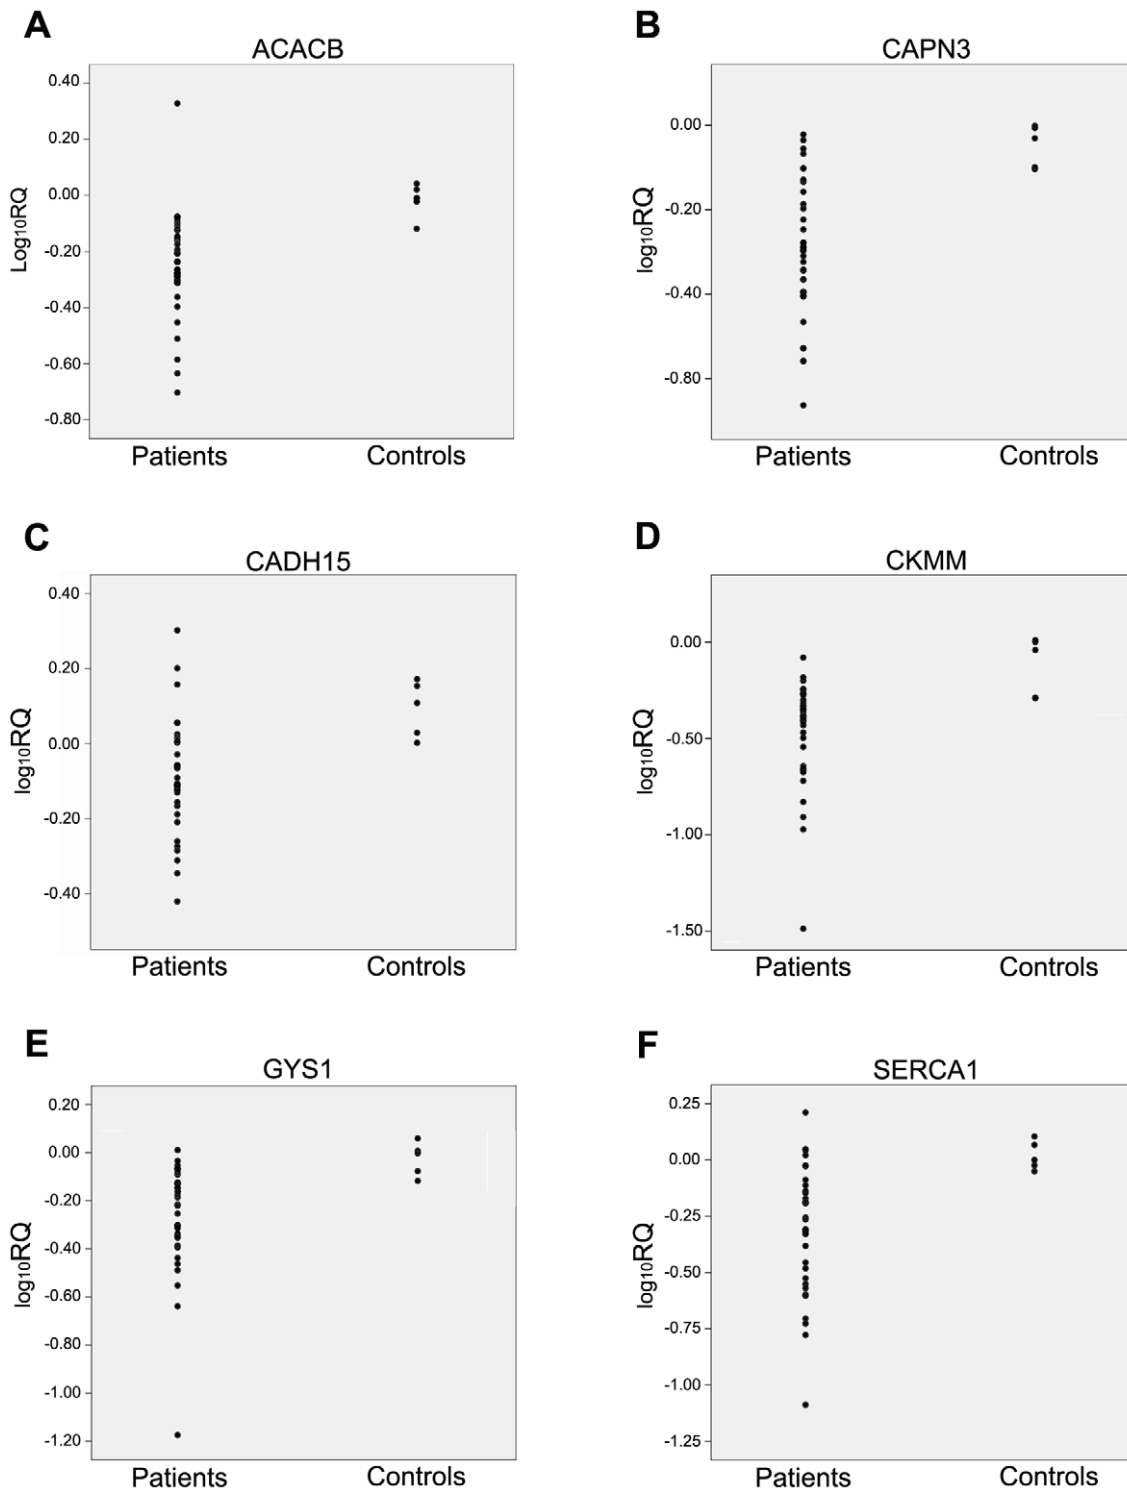 A
ACACB
0.40
0.20
0.00
-0.20
-0.40
-0.60
-0.80
Log10RQ
Patients
Controls
B
CAPN3
0.00
-0.20
-0.40
-0.80
log10RQ
Patients
Controls
C
CADH15
0.40
0.20
0.00
-0.20
-0.40
log10RQ
Patients
Controls
D
CKMM
0.00
-0.50
-1.00
-1.50
log10RQ
Patients
Controls
E
GYS1
0.20
0.00
-0.20
-0.40
-0.60
-0.80
-1.00
-1.20
log10RQ
Patients
Controls
F
SERCA1
0.25
0.00
-0.25
-0.50
-0.75
-1.00
-1.25
log10RQ
Patients
Controls